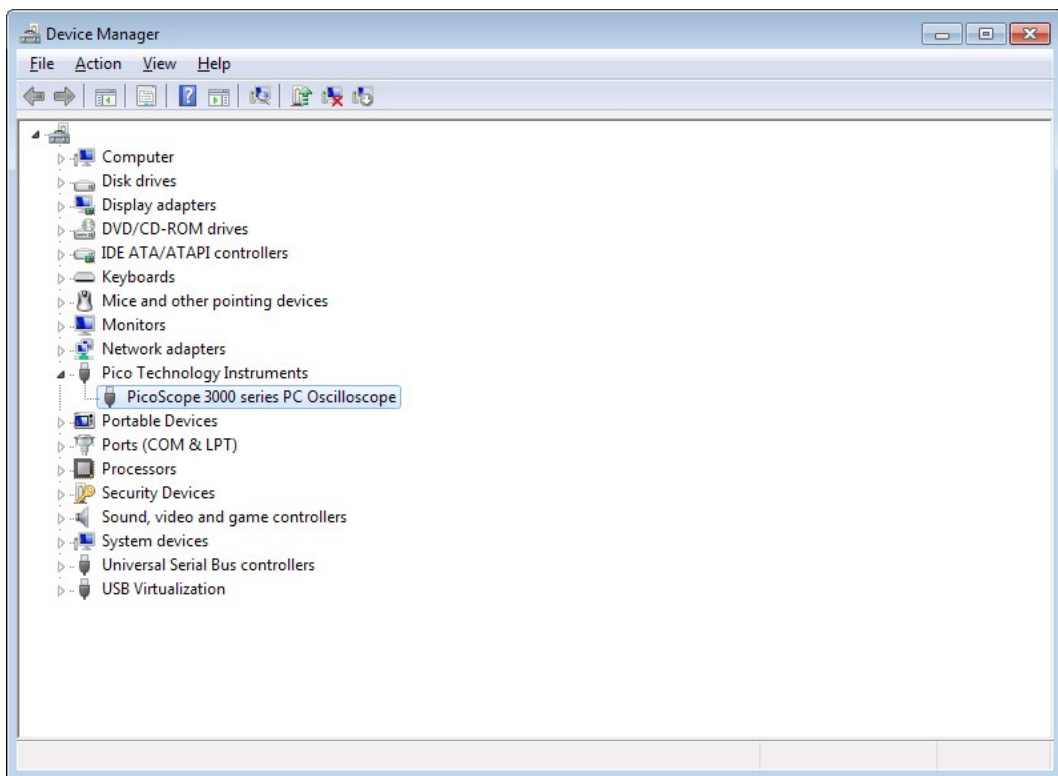 Device Manager
File Action View Help
Computer
Disk drives
Display adapters
DVD/CD-ROM drives
IDE ATA/ATAPI controllers
Keyboards
Mice and other pointing devices
Monitors
Network adapters
Pico Technology Instruments
PicoScope 3000 series PC Oscilloscope
Portable Devices
Ports (COM & LPT)
Processors
Security Devices
Sound, video and game controllers
System devices
Universal Serial Bus controllers
USB Virtualization